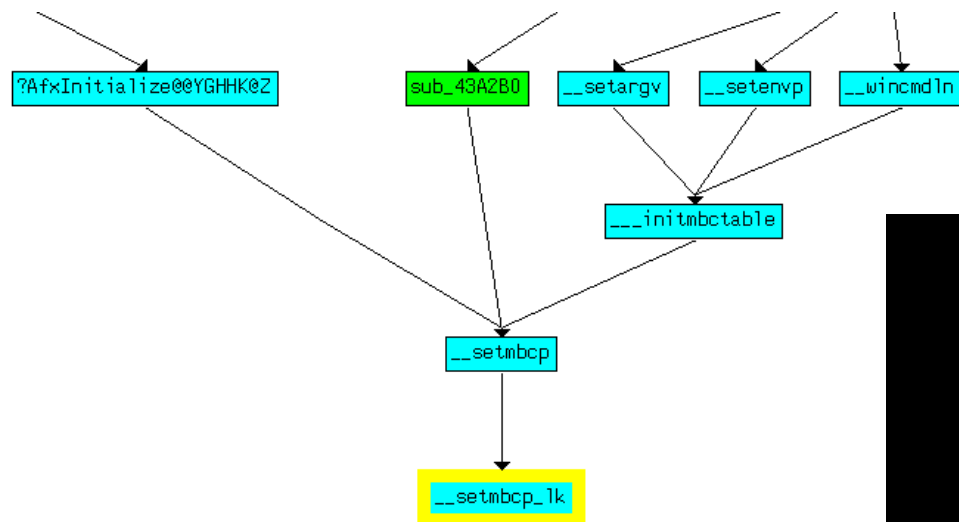 ?AfxInitialize@@YGHHK@Z
sub_43A2B0
__setargv
__setenvp
__wincmdln
___initmbctable
__setmbcp
__setmbcp_lk